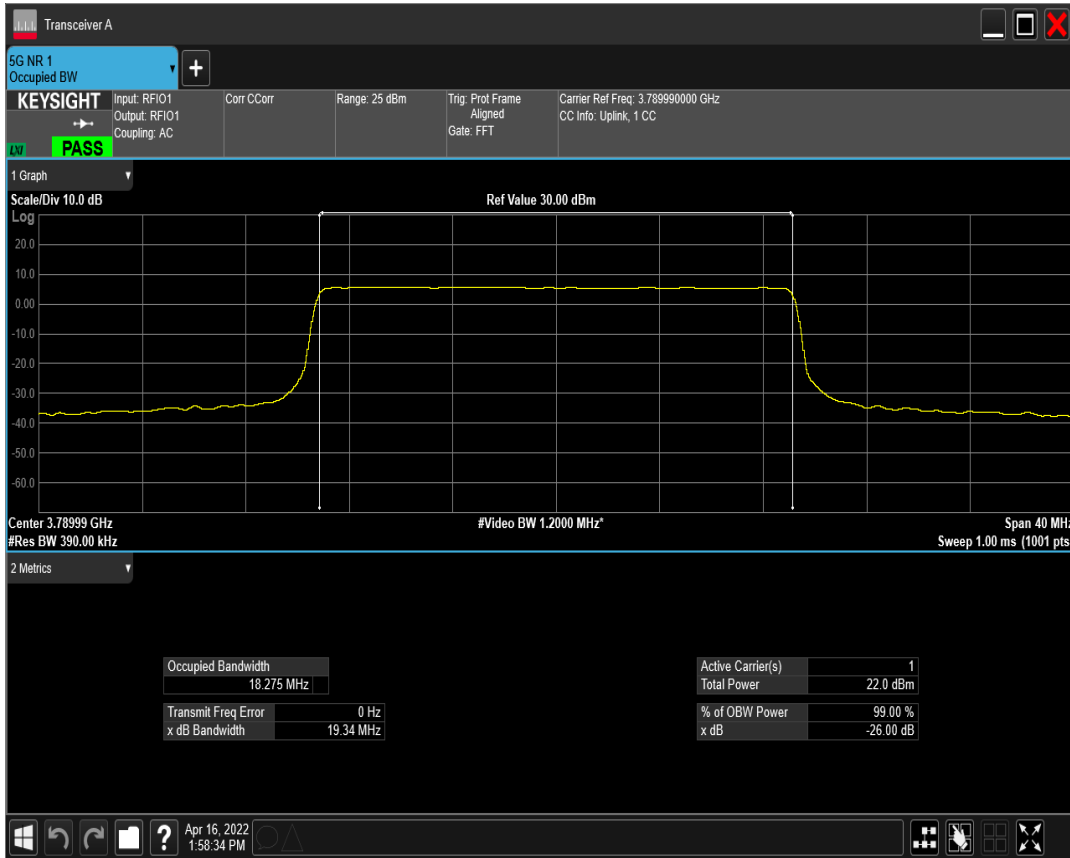 Transceiver A
5G NR 1
Occupied BW
+
KEYSIGHT
Input: RFIO1
Output: RFIO1
Coupling: AC
Corr CCorr
Range: 25 dBm
Trig: Prot Frame
Aligned
Gate: FFT
Carrier Ref Freq: 3.789990000 GHz
CC Info: Uplink, 1 CC
LXI
PASS
1 Graph
Scale/Div 10.0 dB
Ref Value 30.00 dBm
Log
20.0
10.0
0.00
-10.0
-20.0
-30.0
-40.0
-50.0
-60.0
Center 3.78999 GHz
#Video BW 1.2000 MHz*
Span 40 MHz
#Res BW 390.00 kHz
Sweep 1.00 ms (1001 pts
2 Metrics
Occupied Bandwidth
18.275 MHz
Transmit Freq Error 0 Hz
x dB Bandwidth 19.34 MHz
Active Carrier(s) 1
Total Power 22.0 dBm
% of OBW Power 99.00 %
x dB -26.00 dB
?
Apr 16, 2022
1:58:34 PM